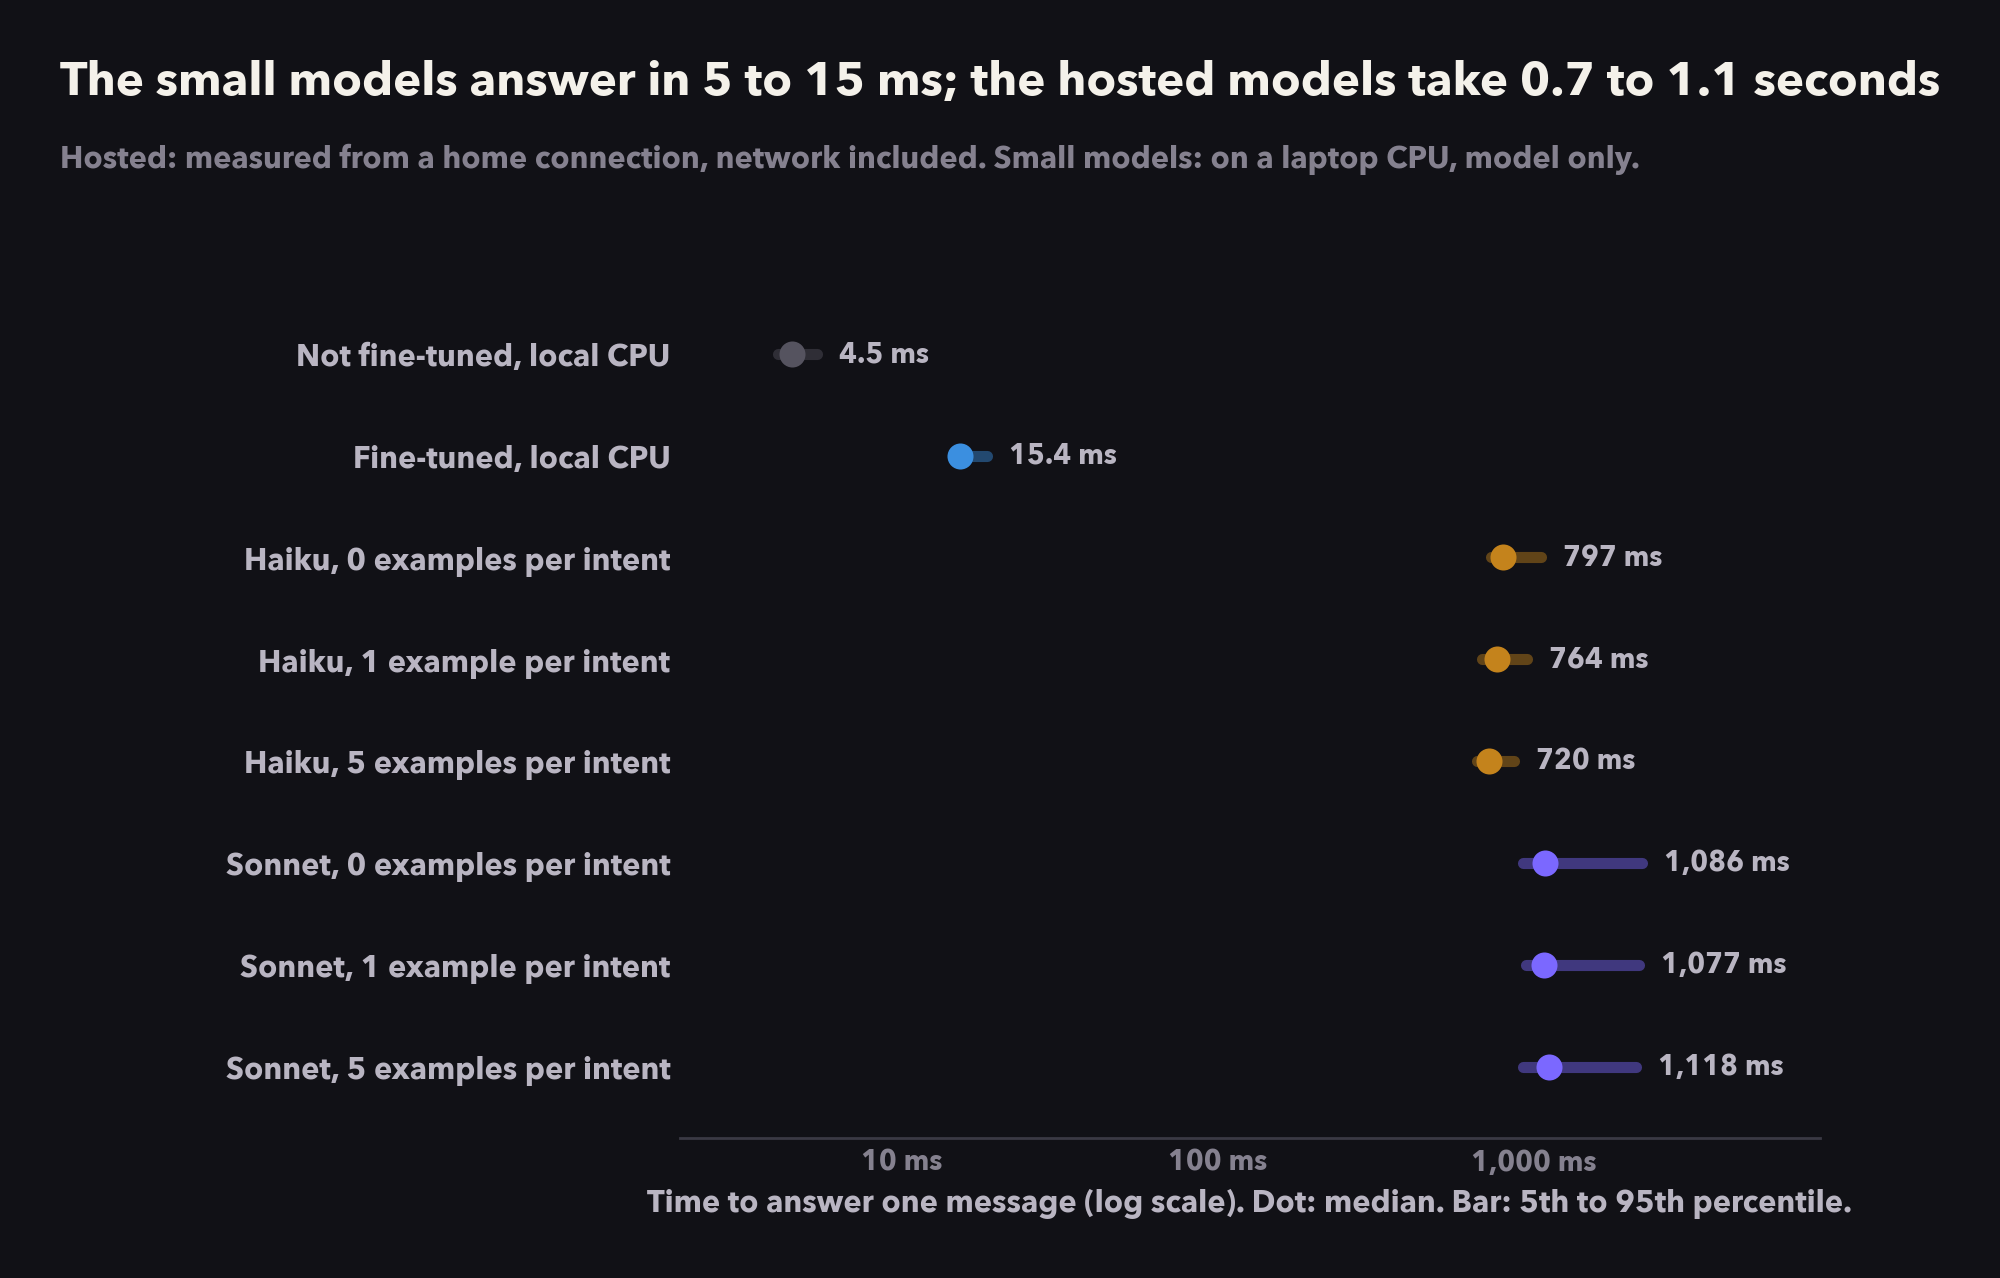 The small models answer in 5 to 15 ms; the hosted models take 0.7 to 1.1 seconds
Hosted: measured from a home connection, network included. Small models: on a laptop CPU, model only.
Not fine-tuned, local CPU 4.5 ms
Fine-tuned, local CPU 15.4 ms
Haiku, 0 examples per intent 797 ms
Haiku, 1 example per intent 764 ms
Haiku, 5 examples per intent 720 ms
Sonnet, 0 examples per intent 1,086 ms
Sonnet, 1 example per intent 1,077 ms
Sonnet, 5 examples per intent 1,118 ms
10 ms 100 ms 1,000 ms
Time to answer one message (log scale). Dot: median. Bar: 5th to 95th percentile.